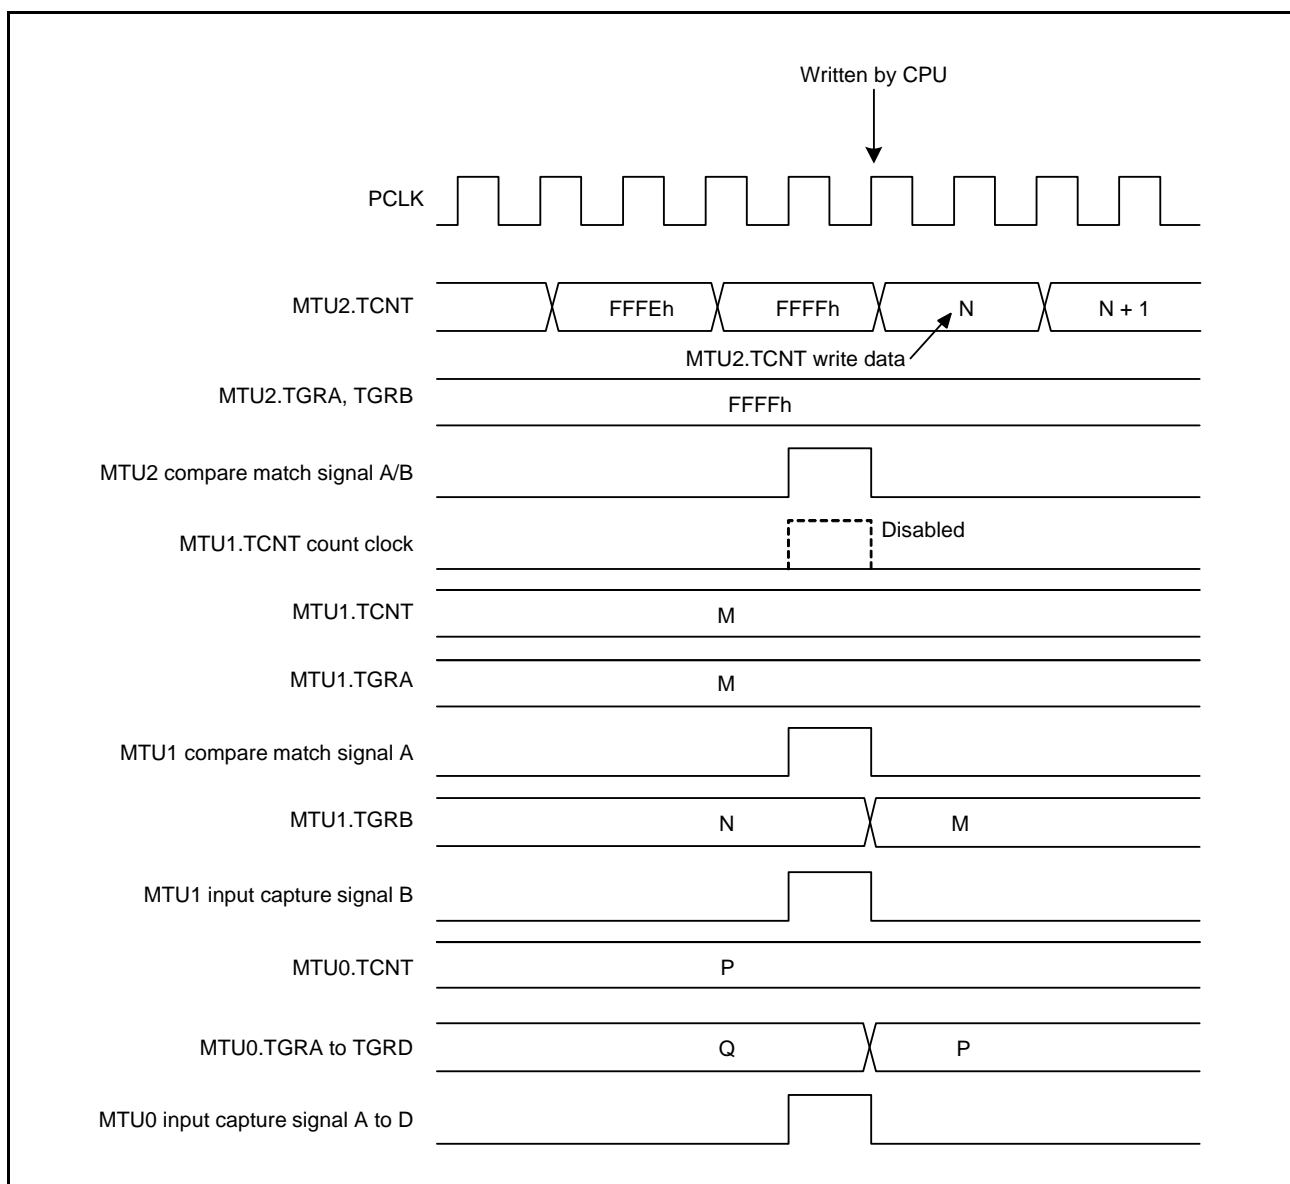 Written by CPU
PCLK
MTU2.TCNT FFFEh FFFFh N N + 1
MTU2.TCNT write data
MTU2.TGRA, TGRB FFFFh
MTU2 compare match signal A/B
MTU1.TCNT count clock Disabled
MTU1.TCNT M
MTU1.TGRA M
MTU1 compare match signal A
MTU1.TGRB N M
MTU1 input capture signal B
MTU0.TCNT P
MTU0.TGRA to TGRD Q P
MTU0 input capture signal A to D